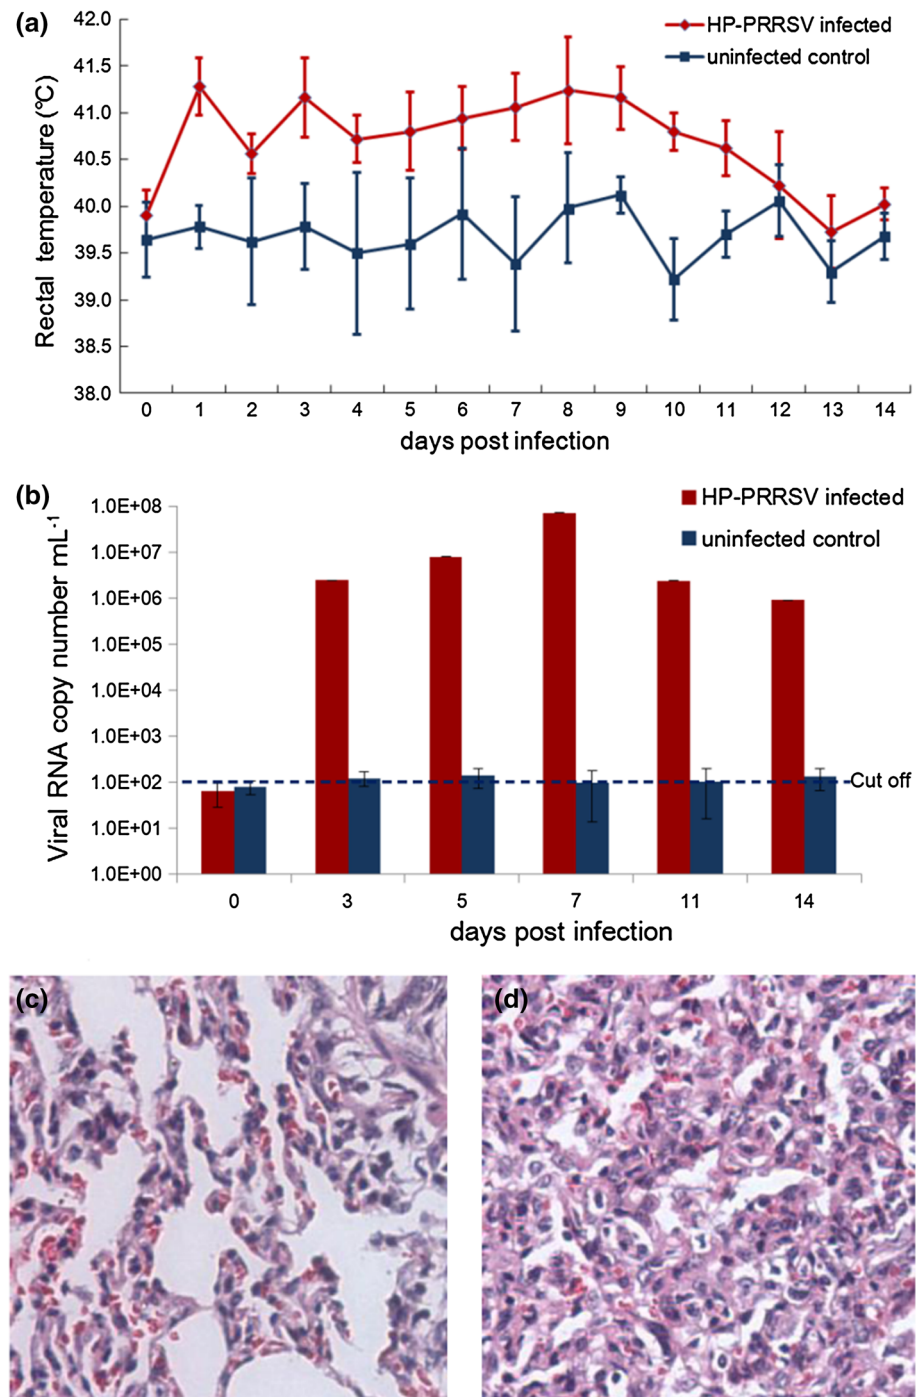 (a)
HP-PRRSV infected
uninfected control
Rectal temperature (°C)
42.0
41.5
41.0
40.5
40.0
39.5
39.0
38.5
38.0
0 1 2 3 4 5 6 7 8 9 10 11 12 13 14
days post infection
(b)
HP-PRRSV infected
uninfected control
Viral RNA copy number mL-1
1.0E+08
1.0E+07
1.0E+06
1.0E+05
1.0E+04
1.0E+03
1.0E+02
1.0E+01
1.0E+00
Cut off
0 3 5 7 11 14
days post infection
(c)
(d)